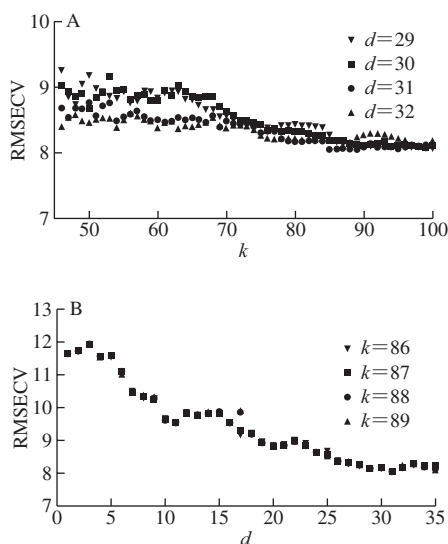 A
10
9
8
7
RMSECV
d=29
d=30
d=31
d=32
50 60 70 80 90 100
k
B
13
12
11
10
9
8
7
RMSECV
k=86
k=87
k=88
k=89
0 5 10 15 20 25 30 35
d